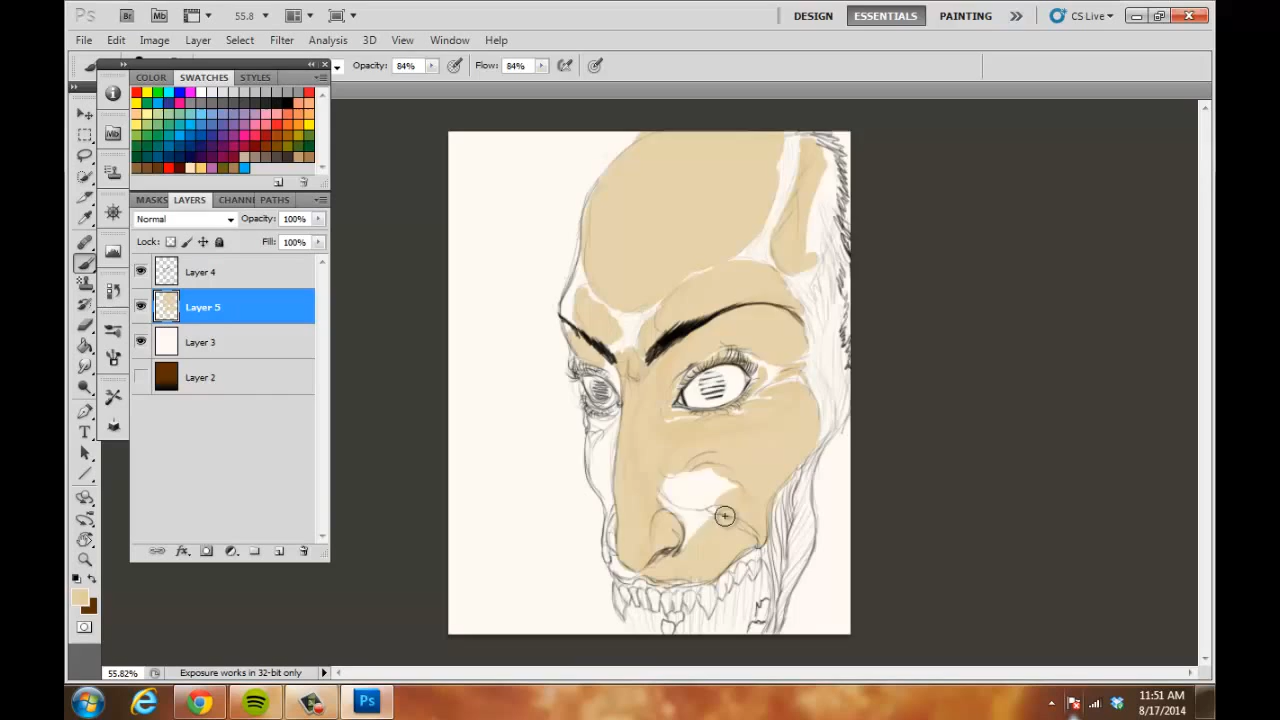 Ps Br Mb 55.8 DESIGN ESSENTIALS PAINTING CS Live
File Edit Image Layer Select Filter Analysis 3D View Window Help
Opacity: 84% Flow: 84%
COLOR SWATCHES STYLES
Mb
MASKS LAYERS CHANNI PATHS
Normal Opacity: 100%
Lock: Fill: 100%
Layer 4
Layer 5
Layer 3
Layer 2
55.82% Exposure works in 32-bit only
Ps 11:51 AM
8/17/2014